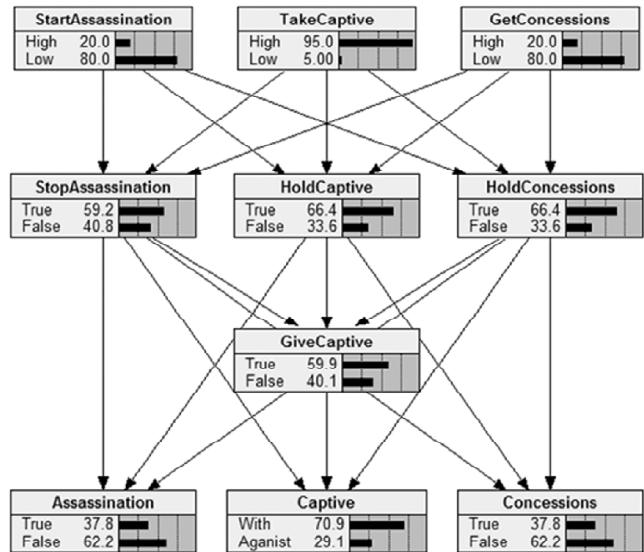 StartAssassination
High 20.0
Low 80.0
TakeCaptive
High 95.0
Low 5.00
GetConcessions
High 20.0
Low 80.0
StopAssassination
True 59.2
False 40.8
HoldCaptive
True 66.4
False 33.6
HoldConcessions
True 66.4
False 33.6
GiveCaptive
True 59.9
False 40.1
Assassination
True 37.8
False 62.2
Captive
With 70.9
Aganist 29.1
Concessions
True 37.8
False 62.2